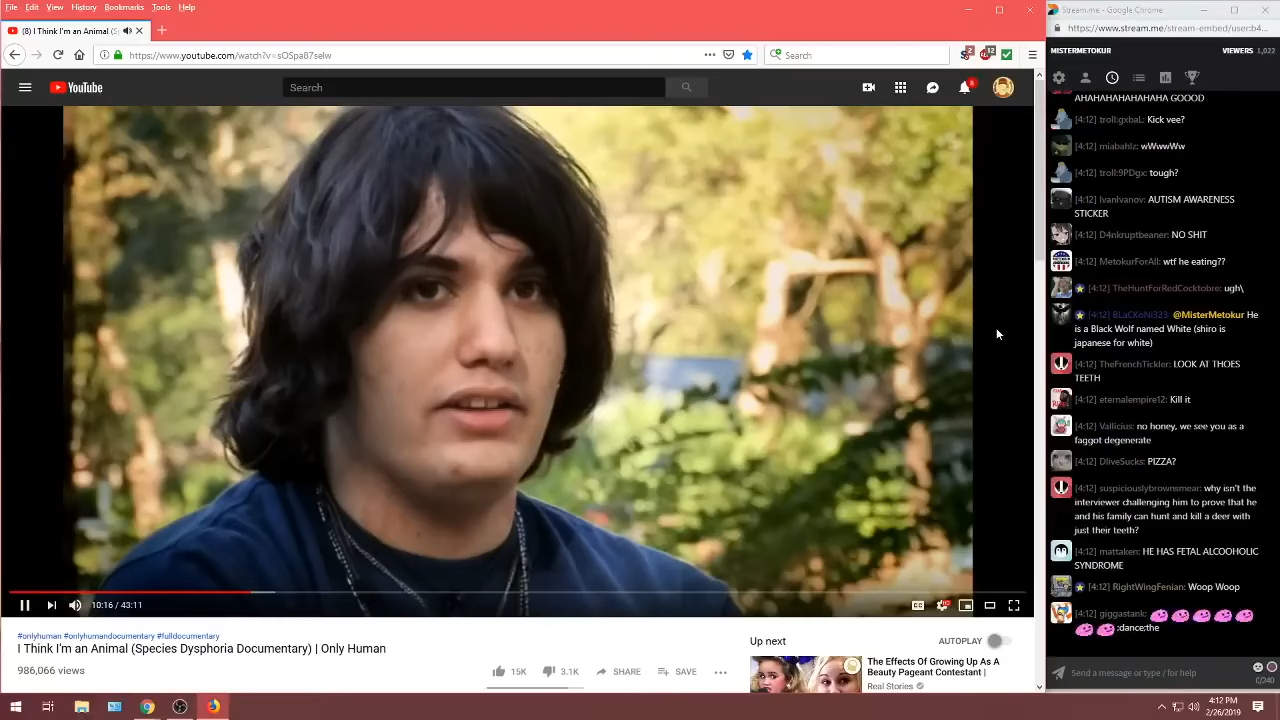 File Edit View History Bookmarks Tools Help
(8) I Think I'm an Animal (S
https://www.youtube.com/watch?v=sOSpa87selw
Search
YouTube
Search
8
10:16 / 43:11
CC
#onlyhuman #onlyhumandocumentary #fulldocumentary
I Think I'm an Animal (Species Dysphoria Documentary) | Only Human
986,066 views
15K
3.1K
SHARE
SAVE
Up next
AUTOPLAY
The Effects Of Growing Up As A
Beauty Pageant Contestant |
Real Stories
Stream.me - Google Chrome
https://www.stream.me/stream-embed/userb4...
MISTERMETOKUR
VIEWERS 1,022
AHAHAHAHAHAHA GOOOD
[4:12] troll:gxbaL: Kick vee?
[4:12] miabahlz: wWwwWw
[4:12] troll:9PDgx: tough?
[4:12] IvanIvanov: AUTISM AWARENESS
STICKER
[4:12] D4nkruptbeaner: NO SHIT
[4:12] MetokurForAll: wtf he eating??
[4:12] TheHuntForRedCocktobre: ugh\
[4:12] BLaCKoNI323: @MisterMetokur He
is a Black Wolf named White (shiro is
japanese for white)
[4:12] TheFrenchTickler: LOOK AT THOES
TEETH
[4:12] eternalempire12: Kill it
[4:12] Vallicius: no honey, we see you as a
faggot degenerate
[4:12] DliveSucks: PIZZA?
[4:12] suspiciouslybrownsmear: why isn't the
interviewer challenging him to prove that he
and his family can hunt and kill a deer with
just their teeth?
[4:12] mattaken: HE HAS FETAL ALCOOHOLIC
SYNDROME
[4:12] RightWingFenian: Woop Woop
[4:12] giggastank:
:dance:the
Send a message or type / for help
0/240
4:12 PM
2/26/2019